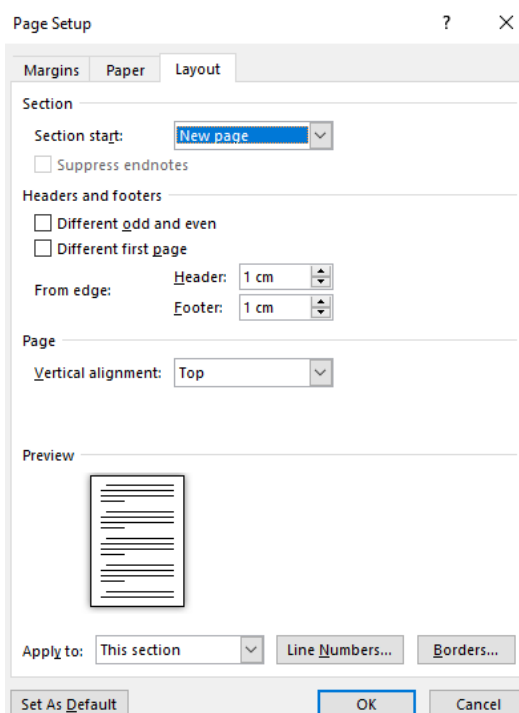 Page Setup ?
Margins Paper Layout
Section
Section start: New page
Suppress endnotes
Headers and footers
Different odd and even
Different first page
From edge:
Header: 1 cm
Footer: 1 cm
Page
Vertical alignment: Top
Preview
Apply to: This section Line Numbers... Borders...
Set As Default OK Cancel